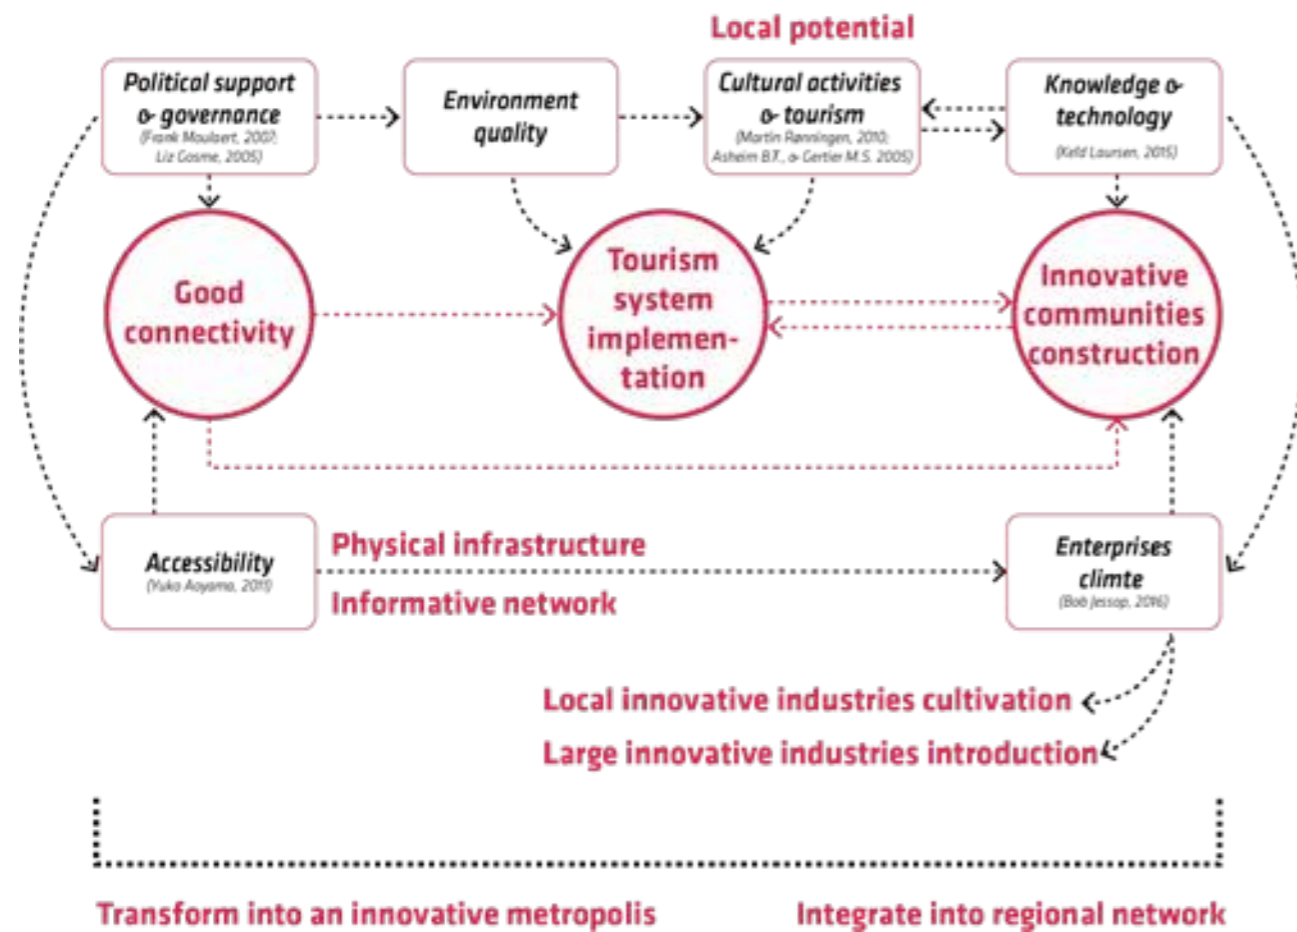 Local potential
Political support
& governance
(Frank Moulaert, 2007;
Liz Cosme, 2005)
Environment
quality
Cultural activities
& tourism
(Martin Rønningen, 2010;
Asheim B.T., & Gertler M.S. 2005)
Knowledge &
technology
(Keld Laursen, 2015)
Good
connectivity
Tourism
system
implemen-
tation
Innovative
communities
construction
Accessibility
(Yuko Aoyama, 2011)
Physical infrastructure
Informative network
Enterprises
climte
(Bob Jessop, 2016)
Local innovative industries cultivation
Large innovative industries introduction
Transform into an innovative metropolis
Integrate into regional network